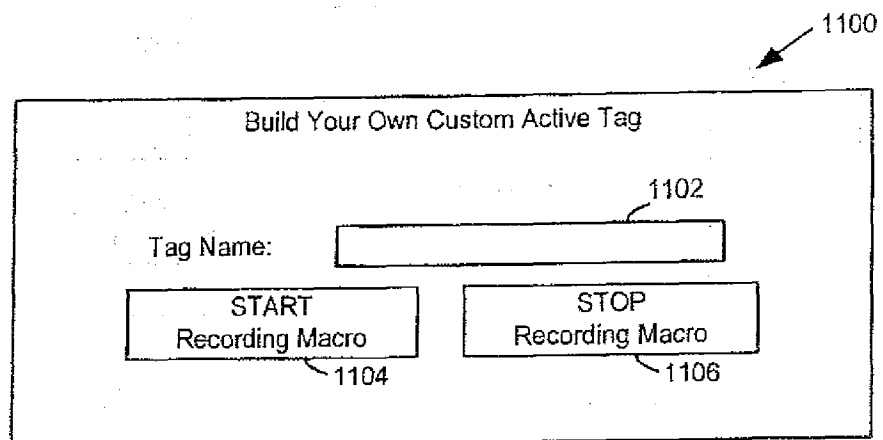 1100
Build Your Own Custom Active Tag
1102
Tag Name:
START
Recording Macro
STOP
Recording Macro
1104
1106